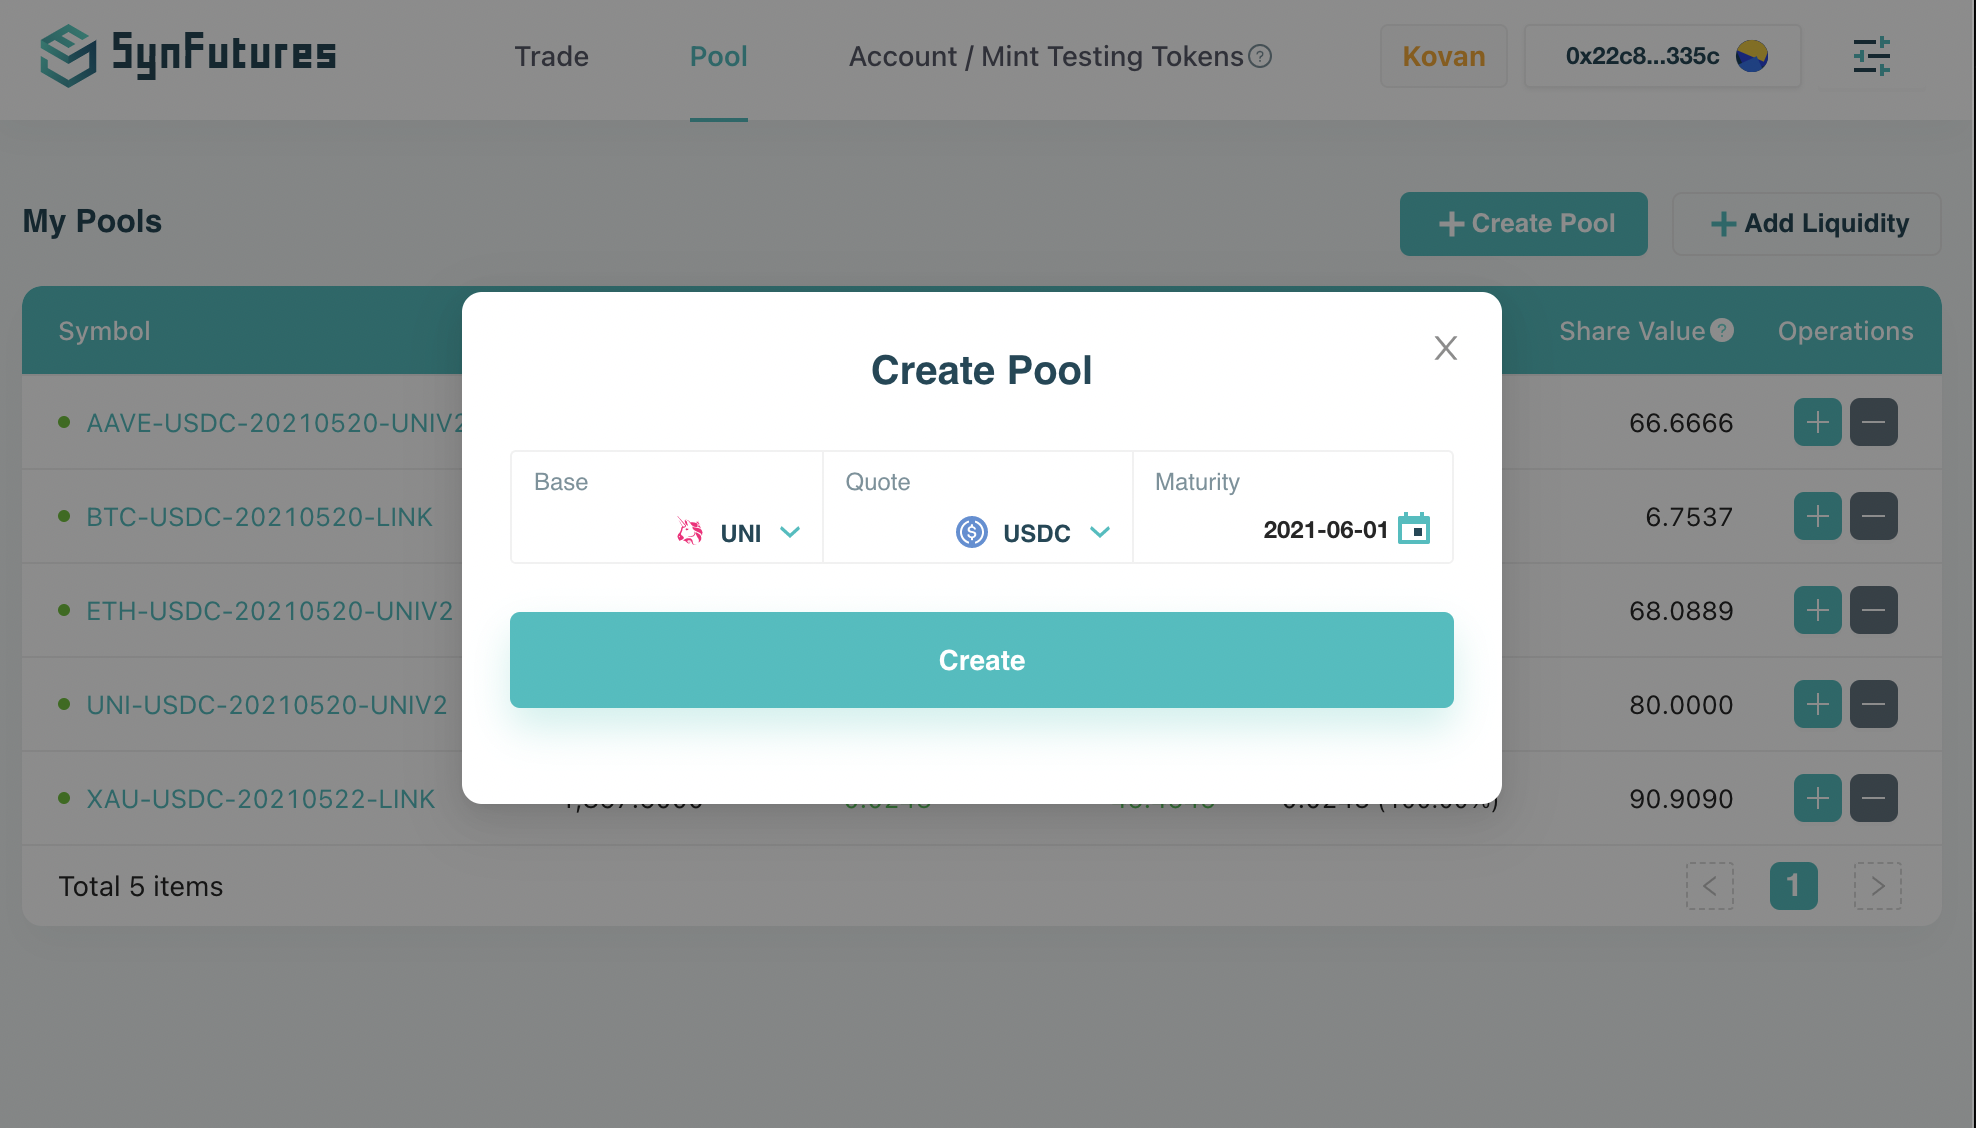 SynFutures
Trade
Pool
Account / Mint Testing Tokens
Kovan
0x22c8...335c
My Pools
Create Pool
Add Liquidity
Symbol
Share Value
Operations
Create Pool
X
Base
Quote
Maturity
UNI
USDC
2021-06-01
Create
AAVE-USDC-20210520-UNIV2
66.6666
BTC-USDC-20210520-LINK
6.7537
ETH-USDC-20210520-UNIV2
68.0889
UNI-USDC-20210520-UNIV2
80.0000
XAU-USDC-20210522-LINK
90.9090
Total 5 items
1